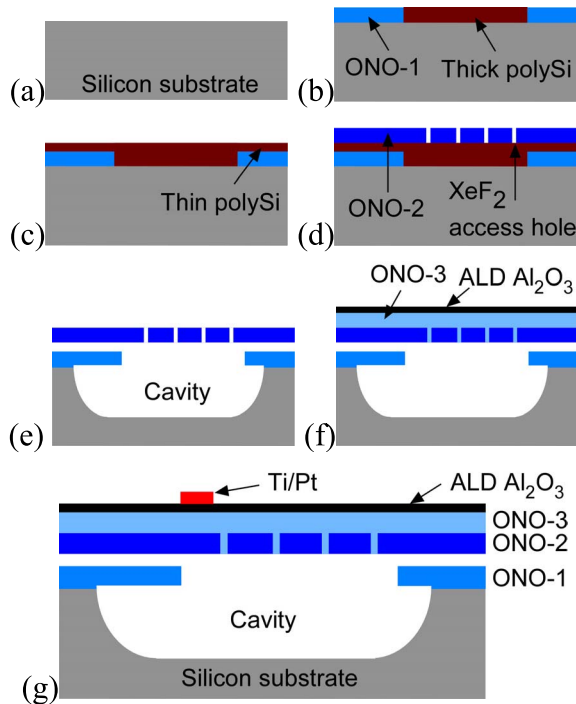 Silicon substrate
(a)
ONO-1
Thick polySi
(b)
Thin polySi
(c)
ONO-2
XeF2
access hole
(d)
Cavity
(e)
ONO-3
ALD Al2O3
(f)
Ti/Pt
ALD Al2O3
ONO-3
ONO-2
ONO-1
Cavity
Silicon substrate
(g)